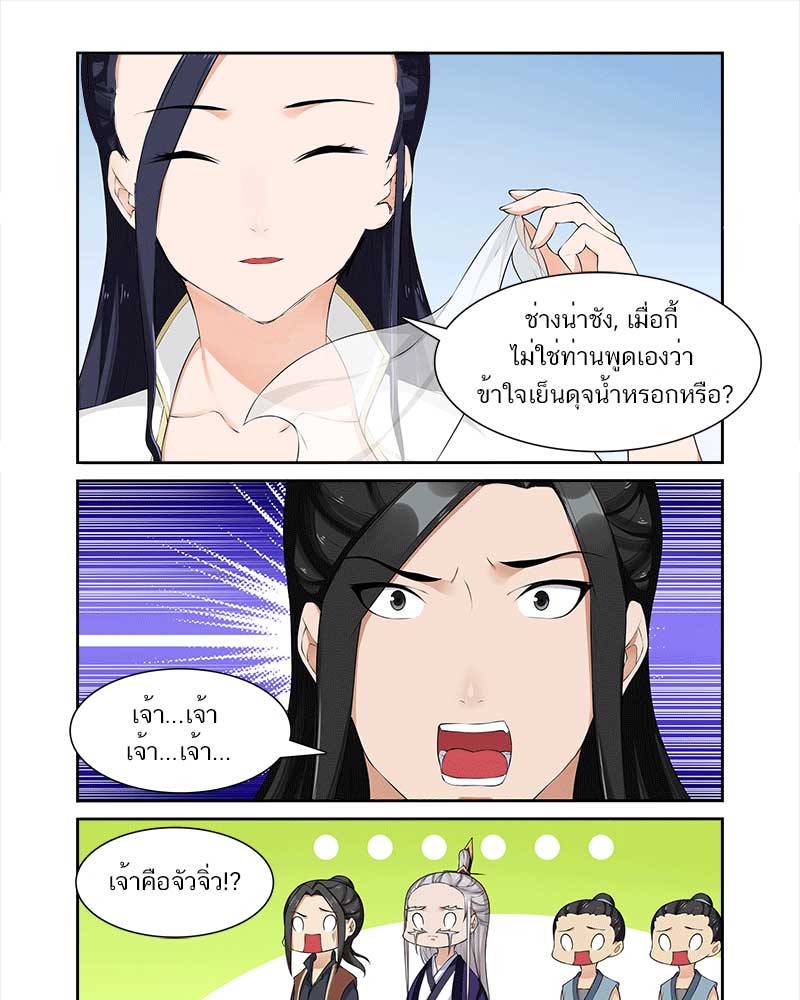 ช่างน่าชัง, เมื่อกี้
ไม่ใช่ท่านพูดเองว่า
ข้าใจเย็นดุจน้ำหรอกหรือ?
เจ้า...เจ้า
เจ้า...เจ้า...
เจ้าคือจัวจิ่ว!?